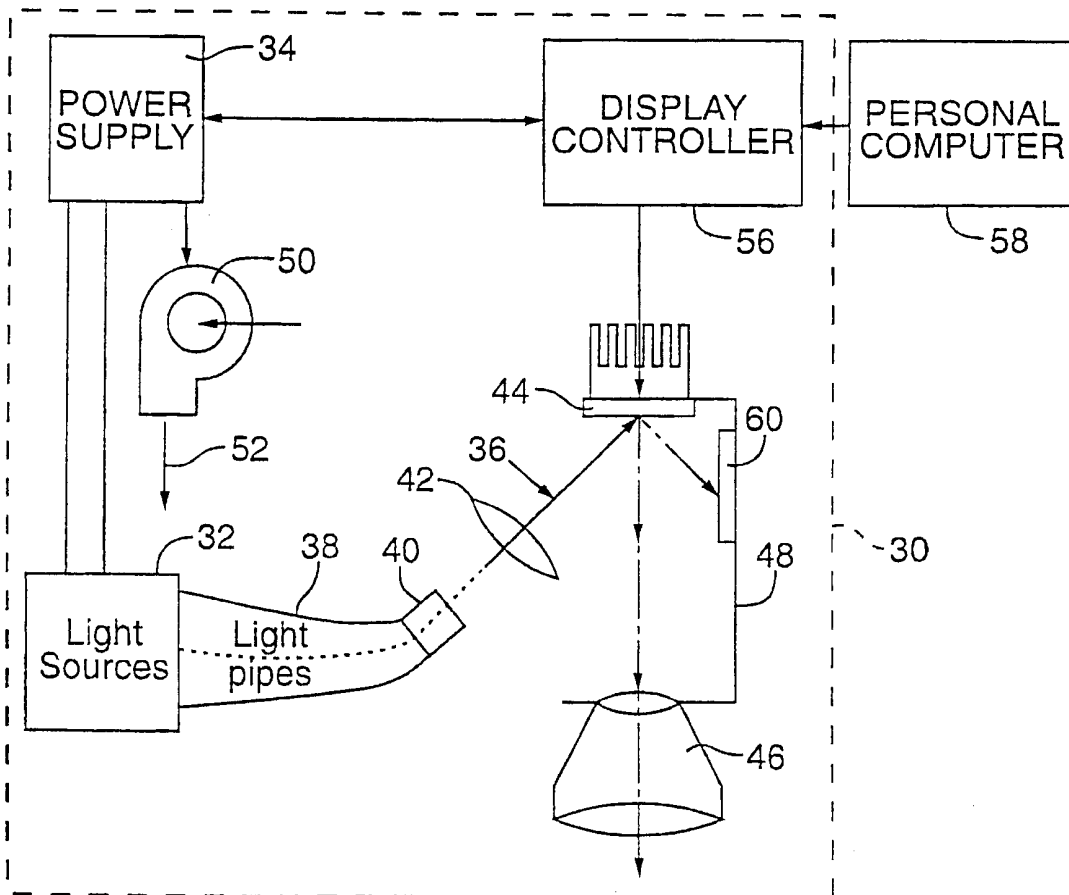 34
POWER
SUPPLY
DISPLAY
CONTROLLER
PERSONAL
COMPUTER
56
58
50
44
60
52
36
42
32
38
40
30
48
Light
Sources
Light
pipes
46